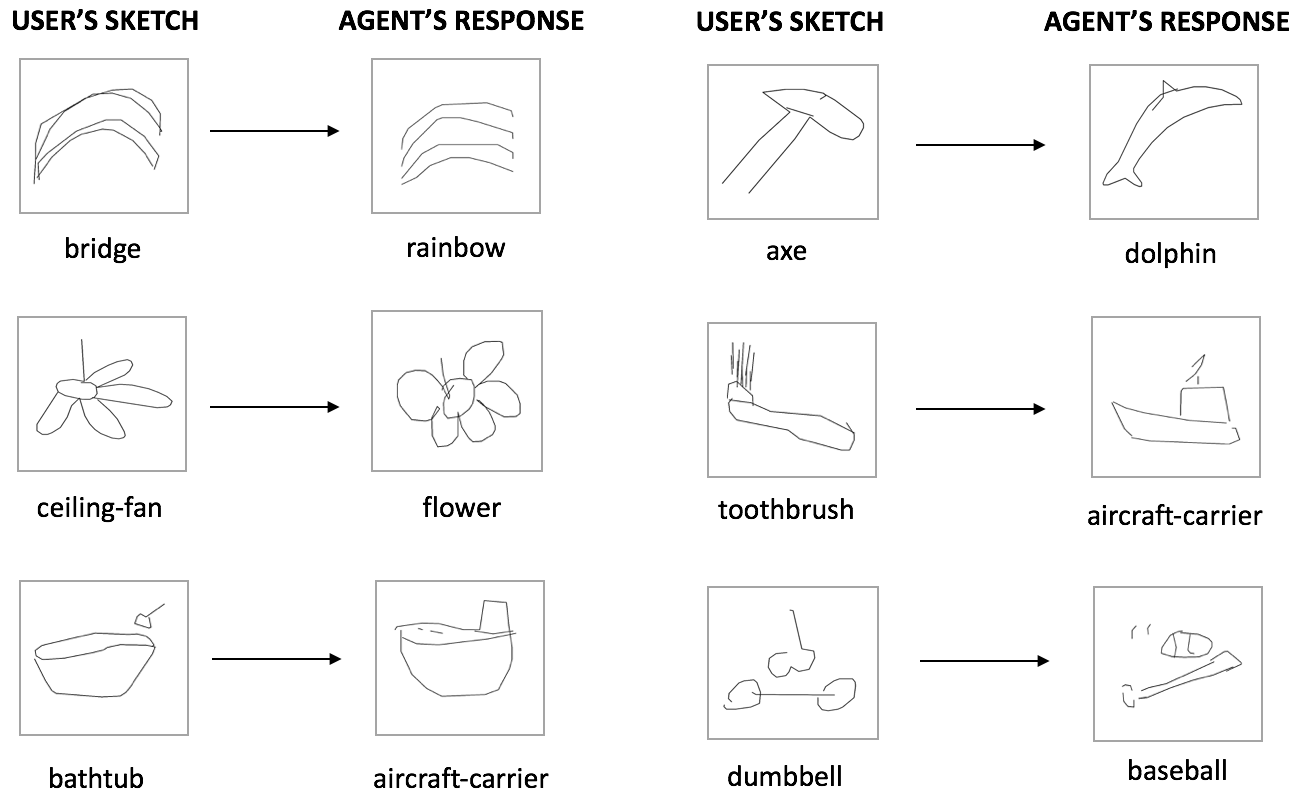 USER’S SKETCH AGENT’S RESPONSE USER’S SKETCH AGENT’S RESPONSE
bridge rainbow axe dolphin
ceiling-fan flower toothbrush aircraft-carrier
bathtub aircraft-carrier dumbbell baseball